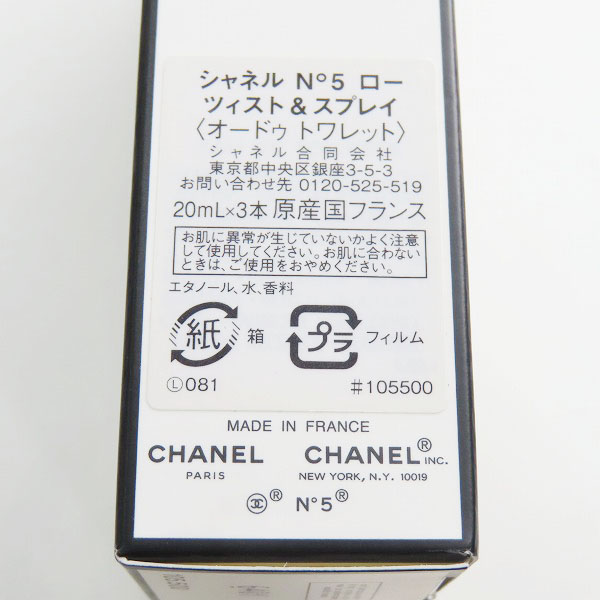 シャネル N°5 ロー
ツィスト＆スプレイ
〈オードゥ トワレット〉
シャネル合同会社
東京都中央区銀座3-5-3
お問い合わせ先 0120-525-519
20mL×3本 原産国フランス
お肌に異常が生じていないかよく注意
して使用してください。お肌に合わない
ときは、ご使用をおやめください。
エタノール、水、香料
紙 箱 プラ フィルム
Ⓛ081 #105500
MADE IN FRANCE
CHANEL CHANEL® INC.
PARIS NEW YORK, N.Y. 10019
® N°5®